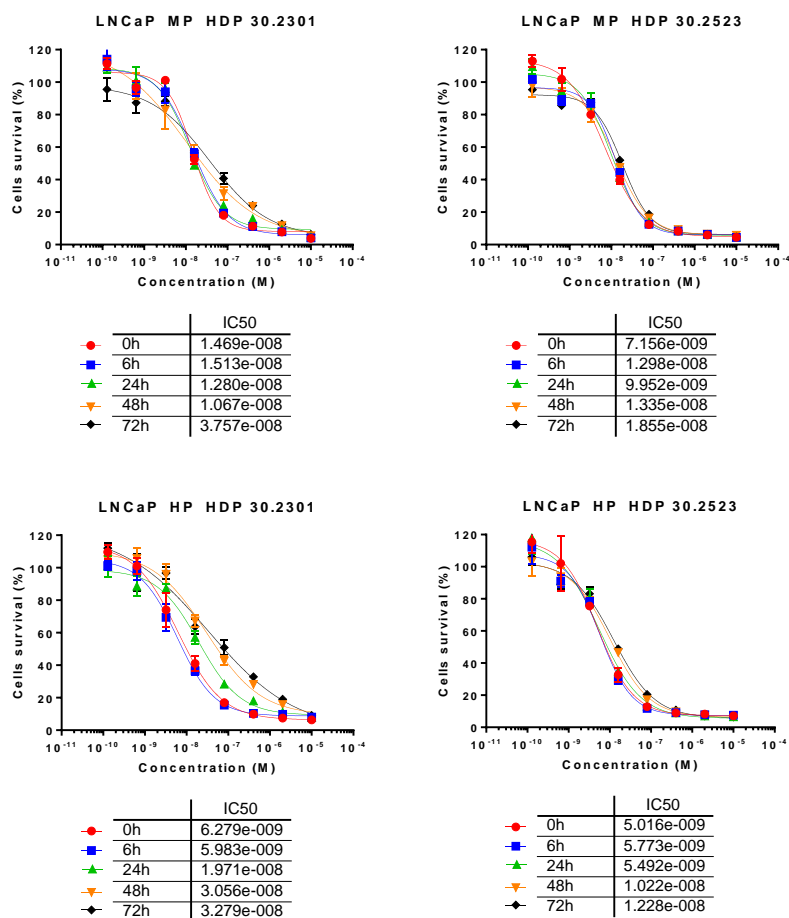 LNCaP MP HDP 30.2301
Cells survival (%)
120
100
80
60
40
20
0
10-11 10-10 10-9 10-8 10-7 10-6 10-5 10-4
Concentration (M)
IC50
0h 1.469e-008
6h 1.513e-008
24h 1.280e-008
48h 1.067e-008
72h 3.757e-008
LNCaP MP HDP 30.2523
Cells survival (%)
120
100
80
60
40
20
0
10-11 10-10 10-9 10-8 10-7 10-6 10-5 10-4
Concentration (M)
IC50
0h 7.156e-009
6h 1.298e-008
24h 9.952e-009
48h 1.335e-008
72h 1.855e-008
LNCaP HP HDP 30.2301
Cells survival (%)
120
100
80
60
40
20
0
10-11 10-10 10-9 10-8 10-7 10-6 10-5 10-4
Concentration (M)
IC50
0h 6.279e-009
6h 5.983e-009
24h 1.971e-008
48h 3.056e-008
72h 3.279e-008
LNCaP HP HDP 30.2523
Cells survival (%)
120
100
80
60
40
20
0
10-11 10-10 10-9 10-8 10-7 10-6 10-5 10-4
Concentration (M)
IC50
0h 5.016e-009
6h 5.773e-009
24h 5.492e-009
48h 1.022e-008
72h 1.228e-008